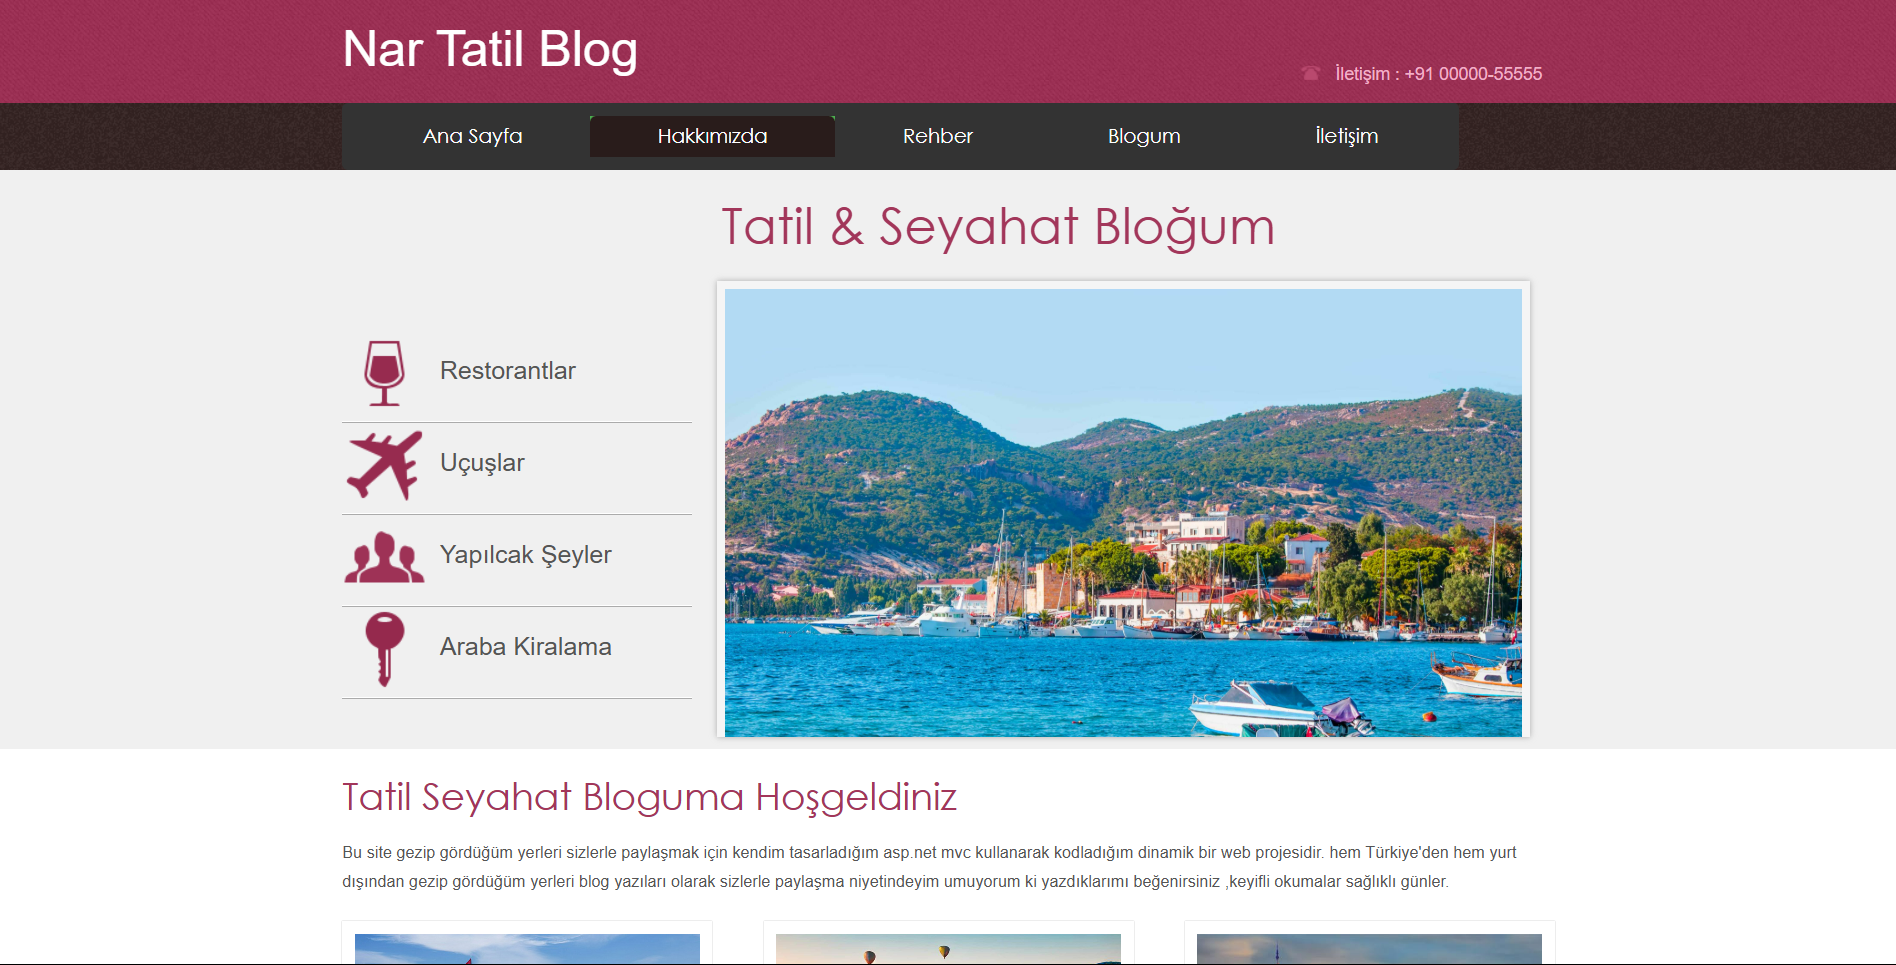 Nar Tatil Blog
İletişim : +91 00000-55555
Ana Sayfa
Hakkımızda
Rehber
Blogum
İletişim
Tatil & Seyahat Bloğum
Restorantlar
Uçuşlar
Yapılcak Şeyler
Araba Kiralama
Tatil Seyahat Bloguma Hoşgeldiniz
Bu site gezip gördüğüm yerleri sizlerle paylaşmak için kendim tasarladığım asp.net mvc kullanarak kodladığım dinamik bir web projesidir. hem Türkiye'den hem yurt
dışından gezip gördüğüm yerleri blog yazıları olarak sizlerle paylaşma niyetindeyim umuyorum ki yazdıklarımı beğenirsiniz ,keyifli okumalar sağlıklı günler.